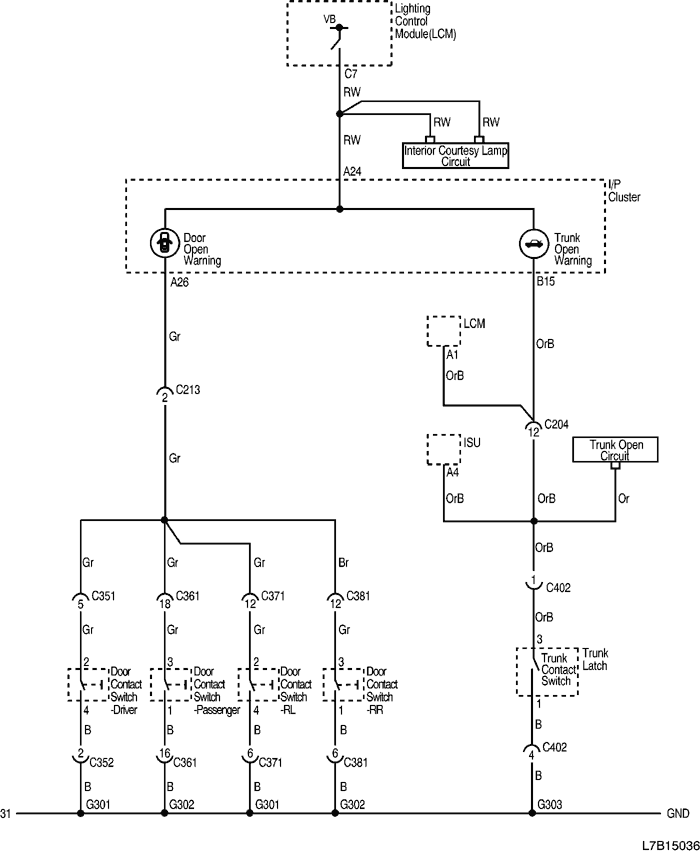 Lighting
VB
Control
Module(LCM)
C7
RW
RW
RW
RW
Interior Courtesy Lamp
Circuit
A24
I/P
Cluster
Door
Open
Warning
Trunk
Open
Warning
A26
B15
LCM
Gr
OrB
A1
OrB
C213
2
C204
12
ISU
Trunk Open
Circuit
Gr
A4
OrB
OrB
Or
OrB
Gr
Gr
Gr
Br
1
C402
5
C351
18
C361
12
C371
12
C381
OrB
Gr
Gr
Gr
Gr
3
2
3
2
3
Trunk
Contact
Switch
Trunk
Latch
Door
Contact
Switch
-Driver
Door
Contact
Switch
-Passenger
Door
Contact
Switch
-RL
Door
Contact
Switch
-RR
4
1
4
1
1
B
B
B
B
B
2
C352
16
C361
6
C371
6
C381
4
C402
B
B
B
B
B
G301
G302
G301
G302
G303
31
GND
L7B15036